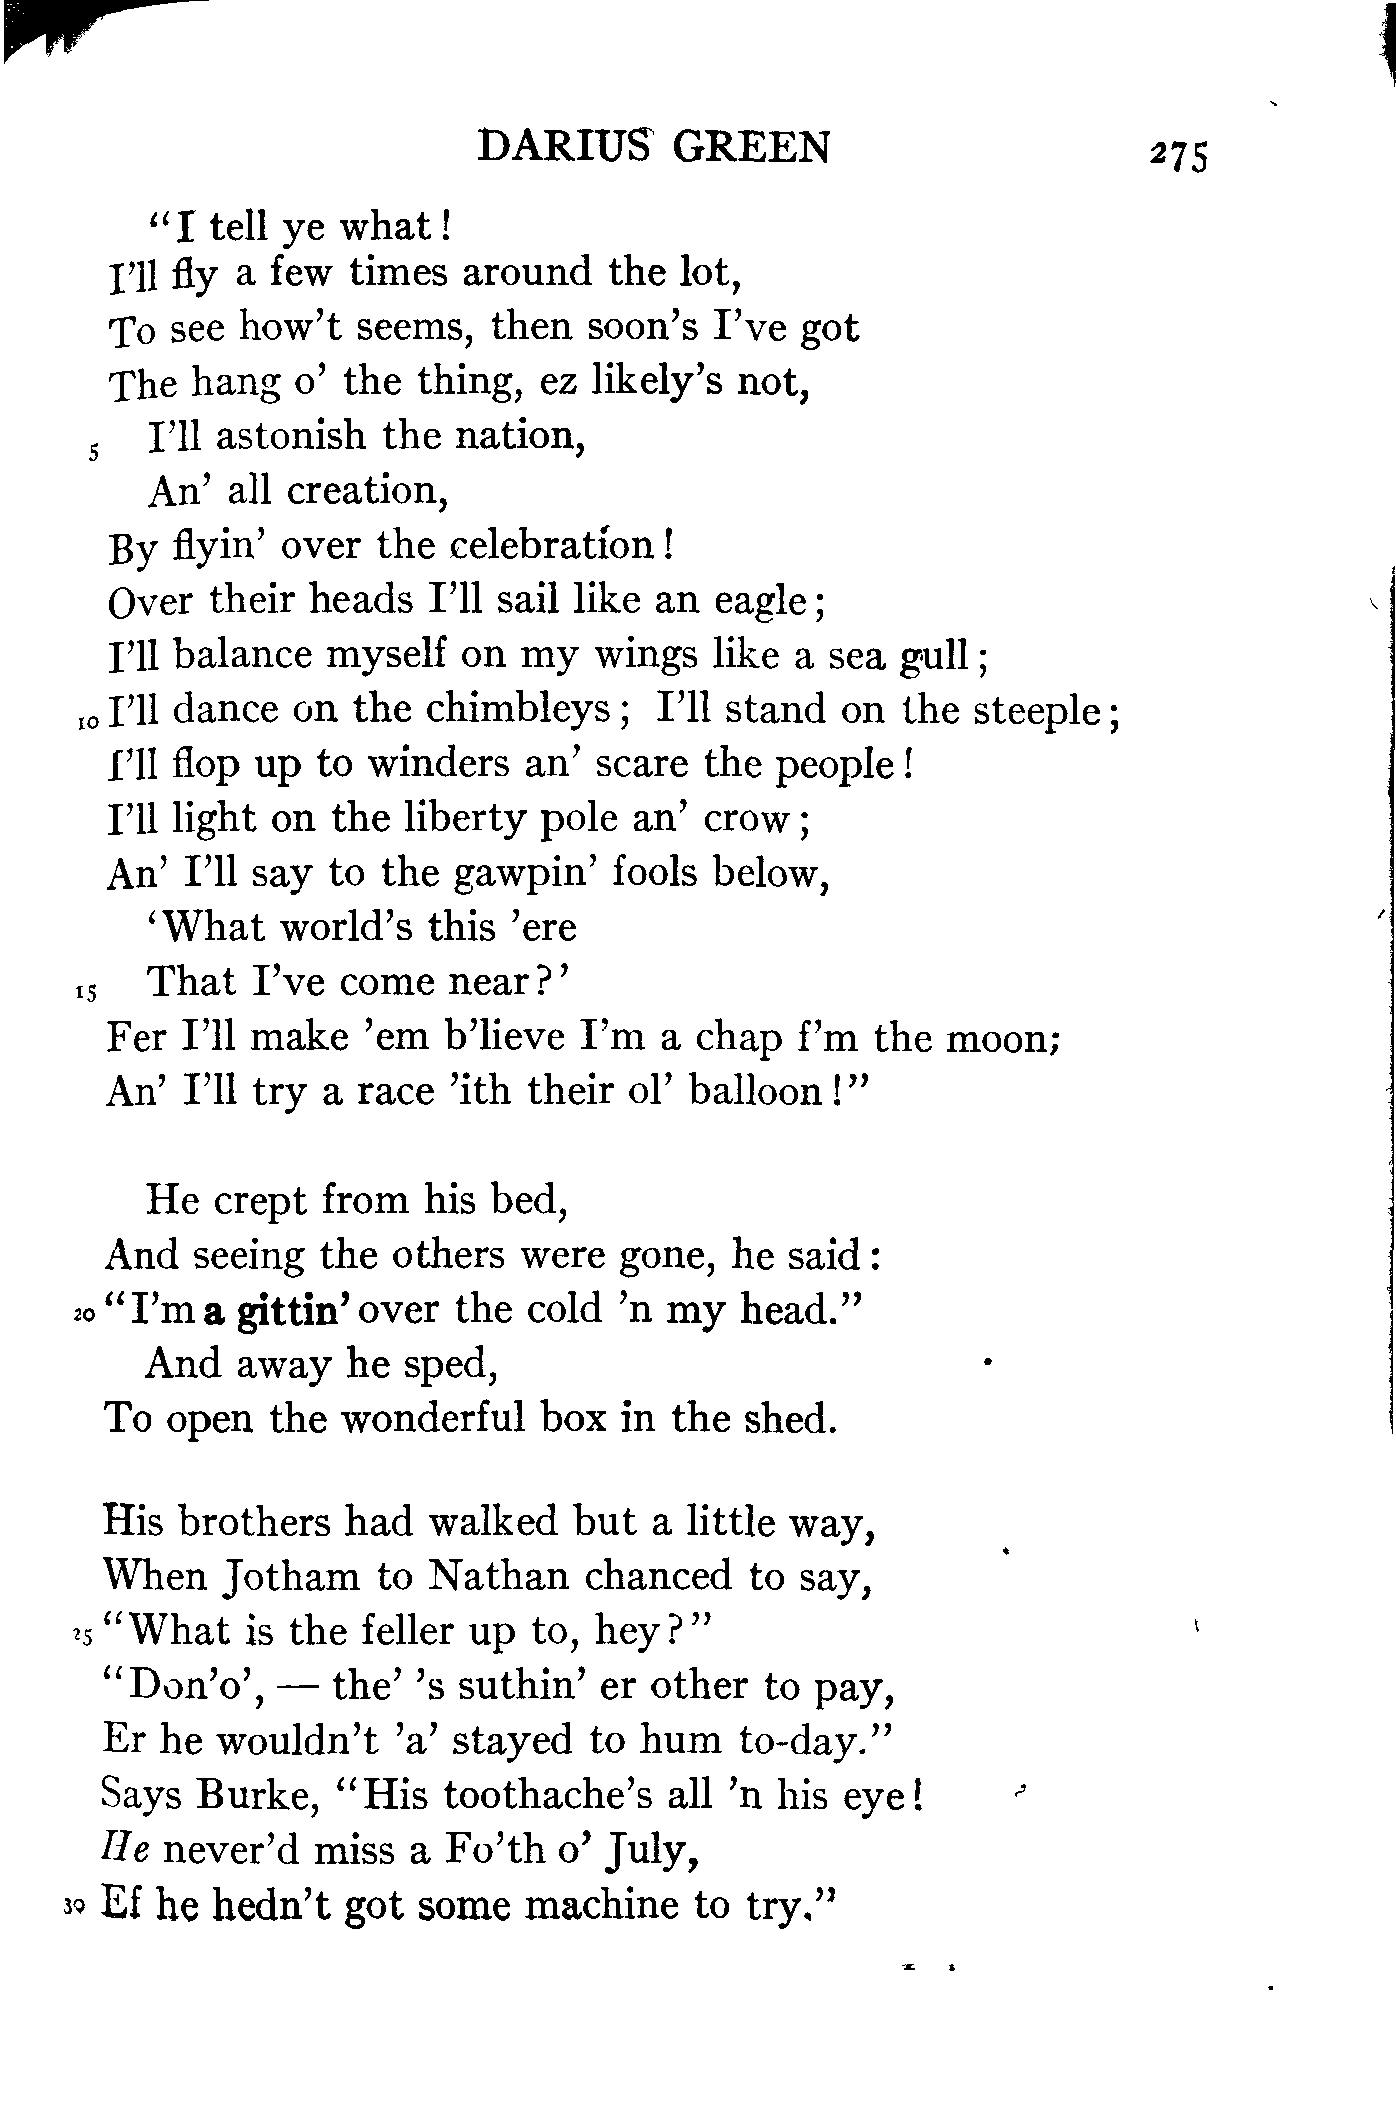 DARIUS GREEN 275
"I tell ye what!
I'll fly a few times around the lot,
To see how't seems, then soon's I've got
The hang o' the thing, ez likely's not,
5 I'll astonish the nation,
An' all creation,
By flyin' over the celebration!
Over their heads I'll sail like an eagle;
I'll balance myself on my wings like a sea gull;
10 I'll dance on the chimbleys; I'll stand on the steeple;
I'll flop up to winders an' scare the people!
I'll light on the liberty pole an' crow;
An' I'll say to the gawpin' fools below,
'What world's this 'ere
15 That I've come near?'
Fer I'll make 'em b'lieve I'm a chap f'm the moon;
An' I'll try a race 'ith their ol' balloon!"
He crept from his bed,
And seeing the others were gone, he said:
20 "I'm a gittin' over the cold 'n my head."
And away he sped,
To open the wonderful box in the shed.
His brothers had walked but a little way,
When Jotham to Nathan chanced to say,
25 "What is the feller up to, hey?"
"Don'o', — the' 's suthin' er other to pay,
Er he wouldn't 'a' stayed to hum to-day."
Says Burke, "His toothache's all 'n his eye!
He never'd miss a Fo'th o' July,
30 Ef he hedn't got some machine to try."